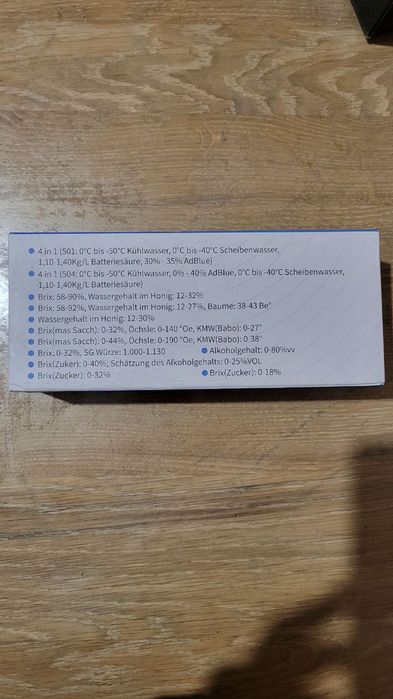 4 in 1 (501: 0°C bis -50°C Kühlwasser, 0°C bis -40°C Scheibenwasser,
1,10-1,40Kg/L Batteriesäure, 30% - 35% AdBlue)
4 in 1 (504: 0°C bis -50°C Kühlwasser, 0% - 40% AdBlue, 0°C bis -40°C Scheibenwasser,
1,10-1,40Kg/L Batteriesäure)
Brix: 58-90%, Wassergehalt im Honig: 12-32%
Brix: 58-92%, Wassergehalt im Honig: 12-27%, Baume: 38-43 Be°
Wassergehalt im Honig: 12-30%
Brix(mas Sacch): 0-32%, Öchsle: 0-140 °Oe, KMW(Babo): 0-27°
Brix(mas Sacch): 0-44%, Öchsle: 0-190 °Oe, KMW(Babo): 0-38°
Brix: 0-32%, SG Würze: 1.000-1.130 Alkoholgehalt: 0-80%vv
Brix(Zuker): 0-40%, Schätzung des Alkoholgehalts: 0-25%VOL
Brix(Zucker): 0-32% Brix(Zucker): 0-18%